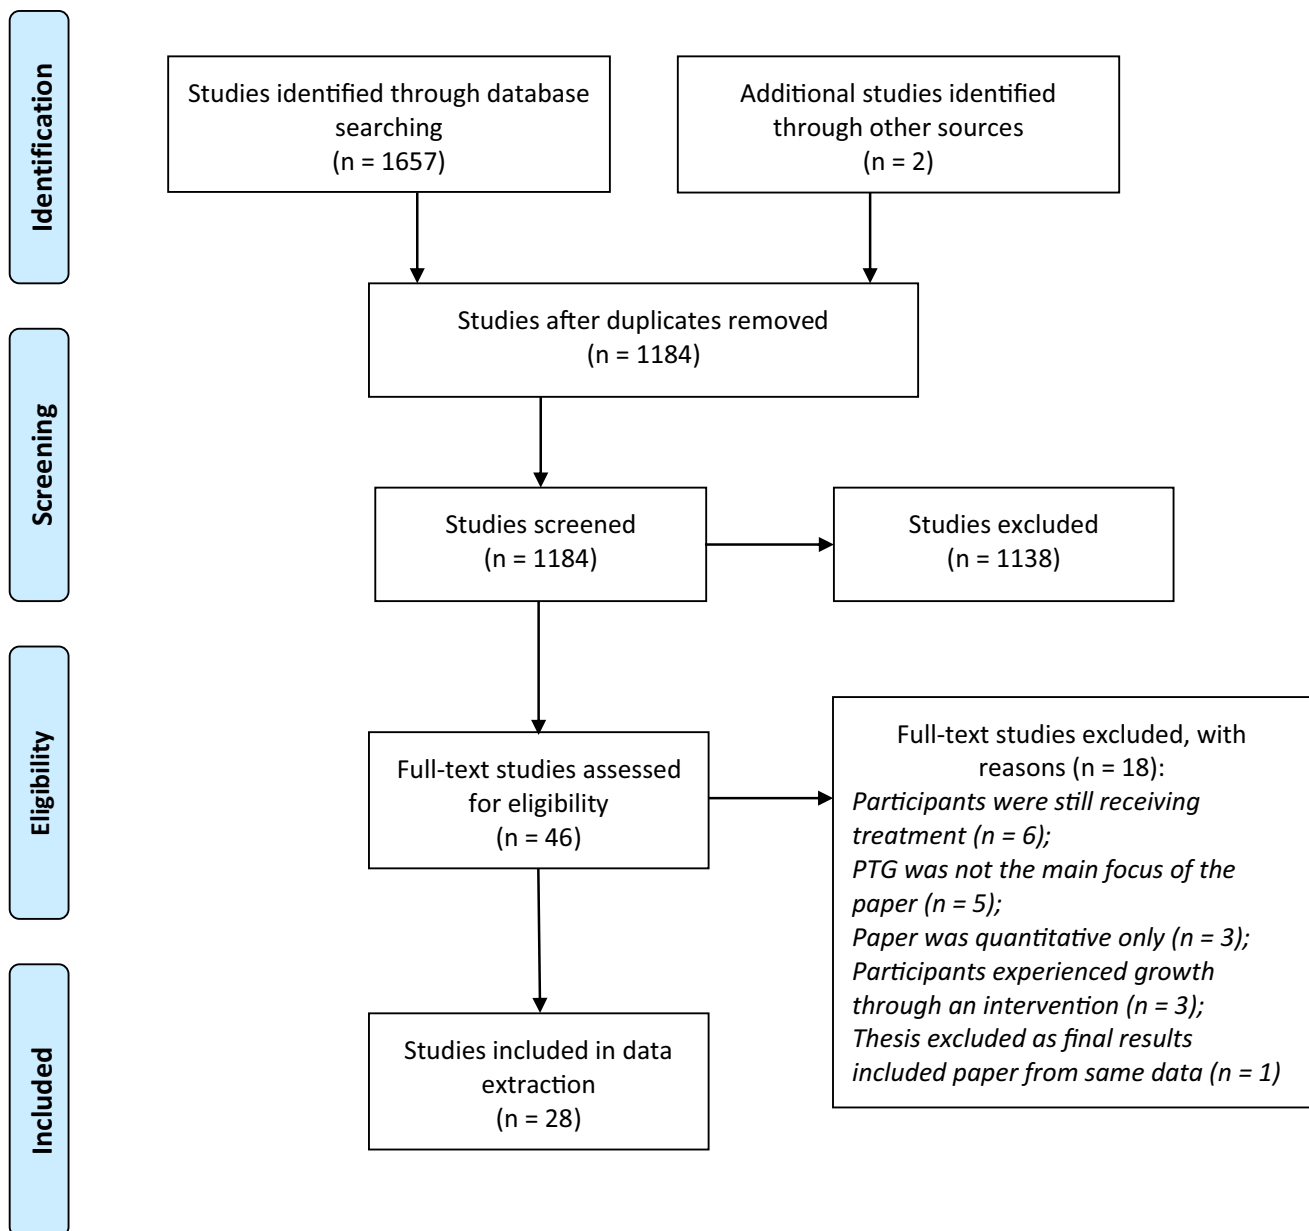 Identification
Studies identified through database
searching
(n = 1657)
Additional studies identified
through other sources
(n = 2)
Studies after duplicates removed
(n = 1184)
Screening
Studies screened
(n = 1184)
Studies excluded
(n = 1138)
Eligibility
Full-text studies assessed
for eligibility
(n = 46)
Full-text studies excluded, with
reasons (n = 18):
Participants were still receiving
treatment (n = 6);
PTG was not the main focus of the
paper (n = 5);
Paper was quantitative only (n = 3);
Participants experienced growth
through an intervention (n = 3);
Thesis excluded as final results
included paper from same data (n = 1)
Included
Studies included in data
extraction
(n = 28)